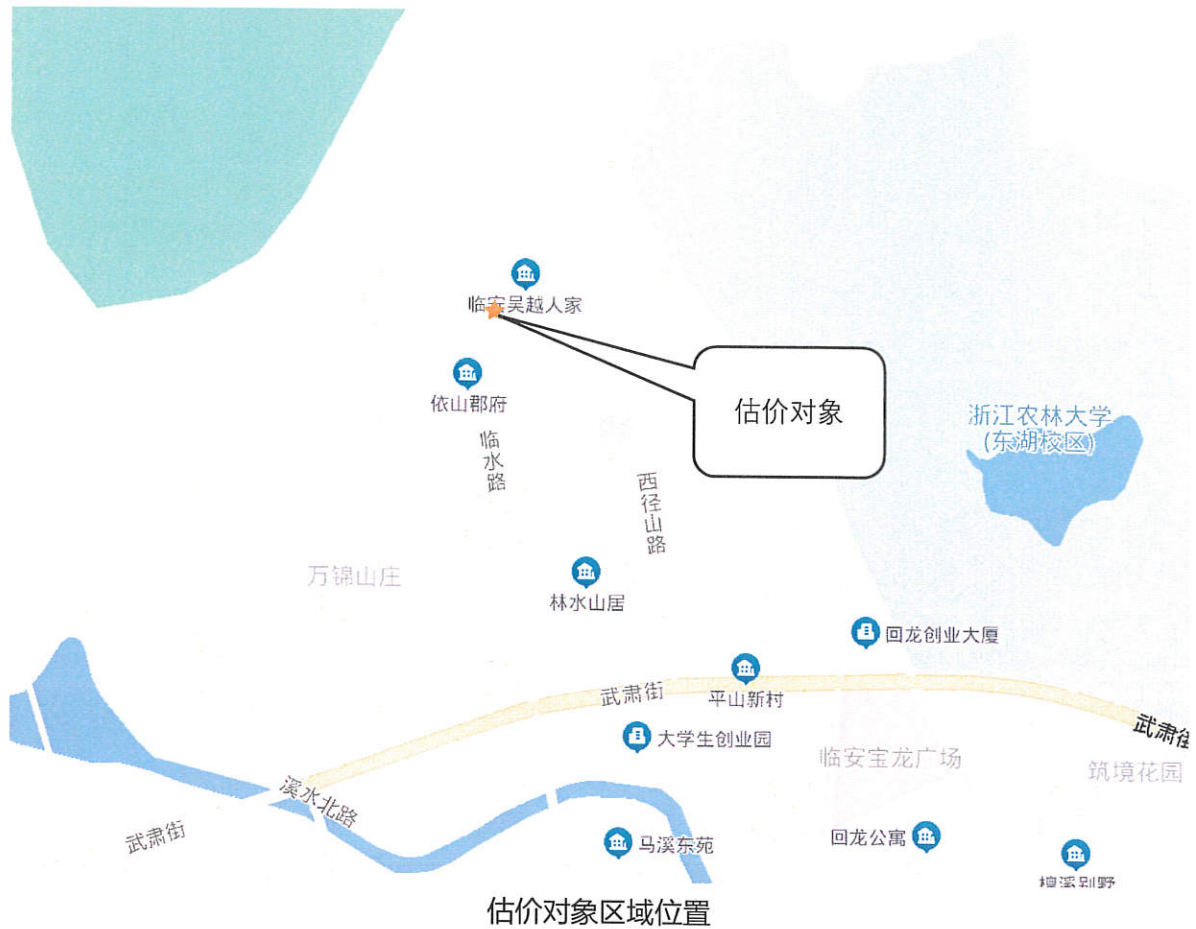 临安吴越人家
依山郡府
估价对象
浙江农林大学
(东湖校区)
临水路
西径山路
万锦山庄
林水山居
回龙创业大厦
武肃街
平山新村
武肃街
大学生创业园
临安宝龙广场
筑境花园
溪水北路
武肃街
马溪东苑
回龙公寓
檀溪别野
估价对象区域位置